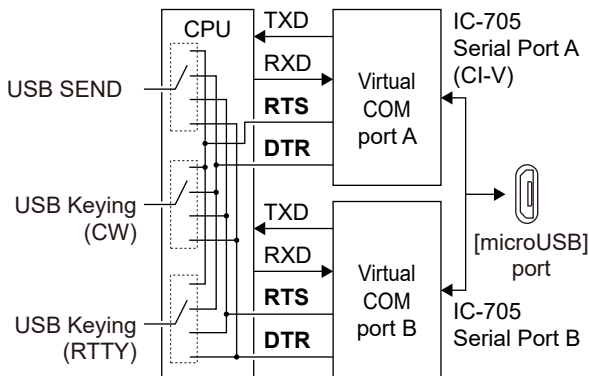 CPU
TXD
RXD
RTS
DTR
Virtual
COM
port A
IC-705
Serial Port A
(CI-V)
USB SEND
USB Keying
(CW)
USB Keying
(RTTY)
TXD
RXD
RTS
DTR
Virtual
COM
port B
[microUSB]
port
IC-705
Serial Port B